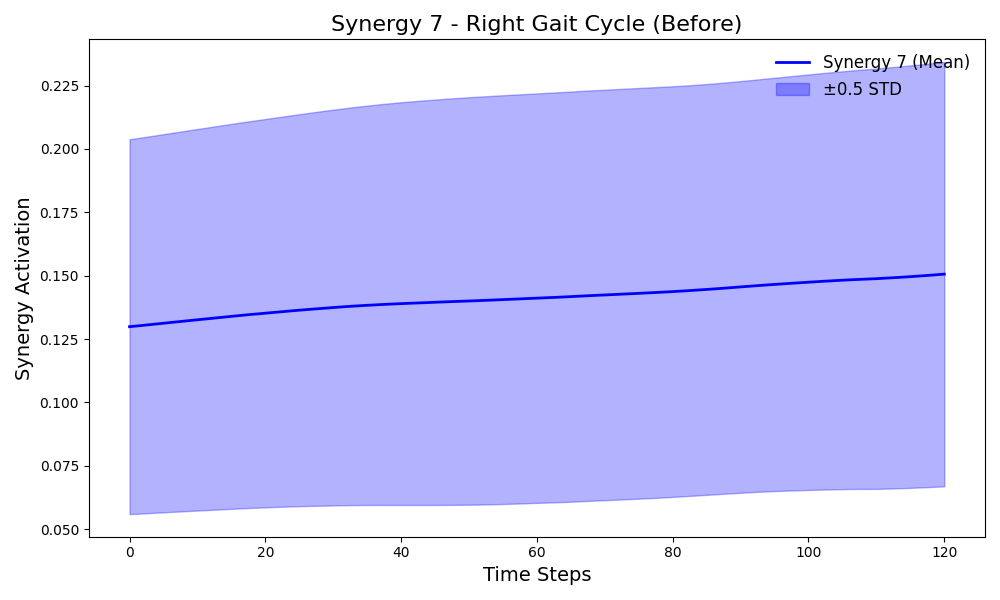 Synergy 7 - Right Gait Cycle (Before)
Synergy 7 (Mean)
±0.5 STD
Synergy Activation
0.225
0.200
0.175
0.150
0.125
0.100
0.075
0.050
0 20 40 60 80 100 120
Time Steps